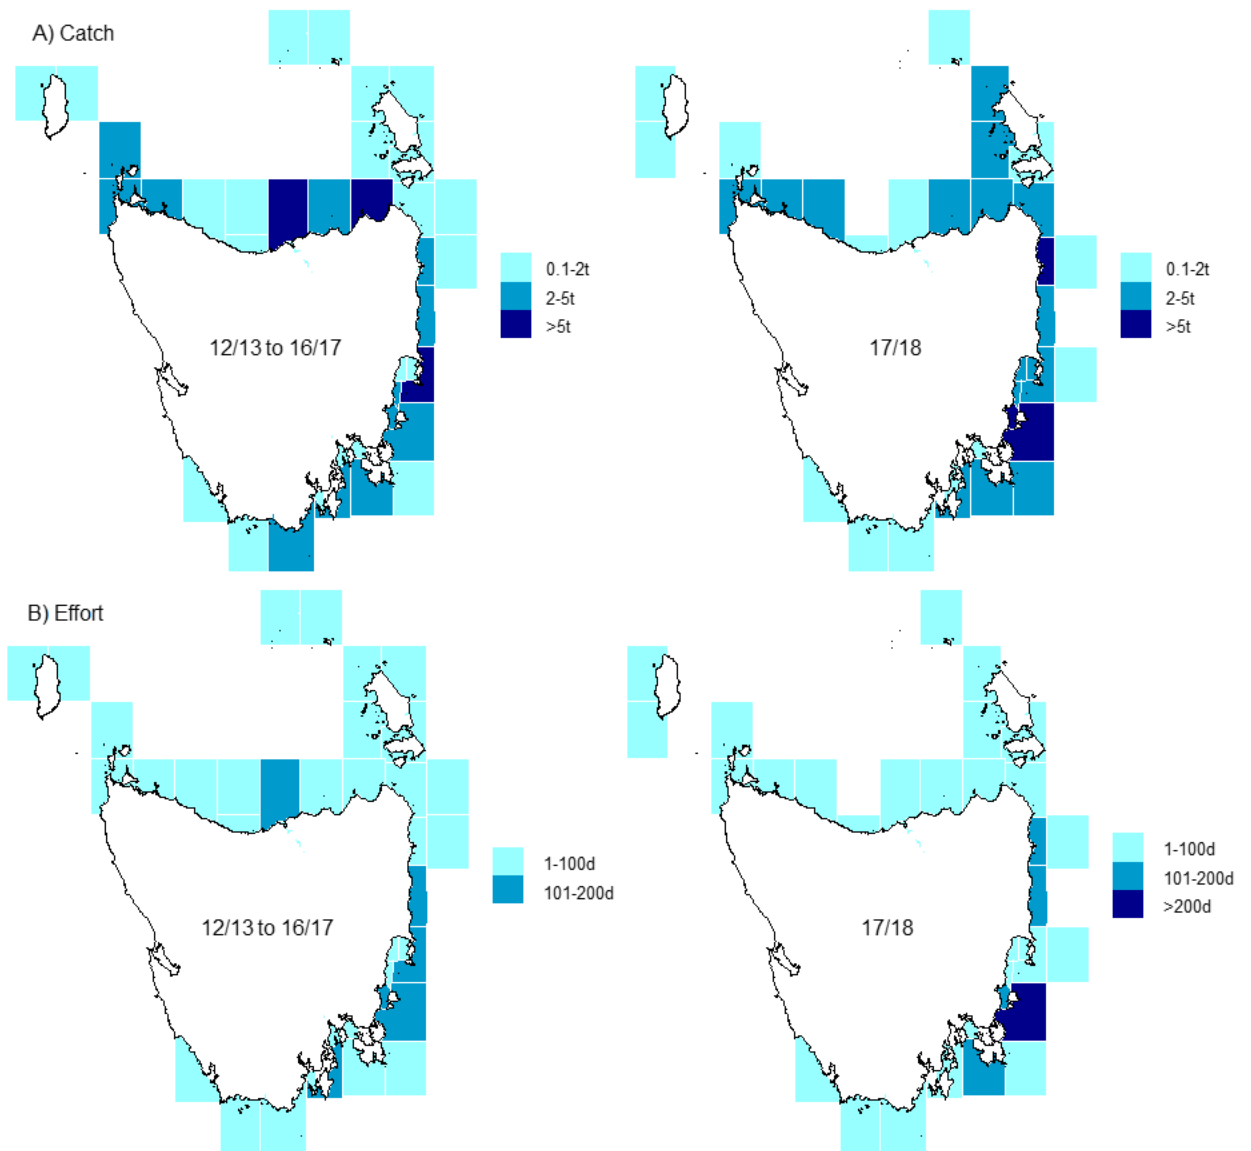 A) Catch
0.1-2t
2-5t
>5t
12/13 to 16/17
0.1-2t
2-5t
>5t
17/18
B) Effort
1-100d
101-200d
12/13 to 16/17
1-100d
101-200d
>200d
17/18